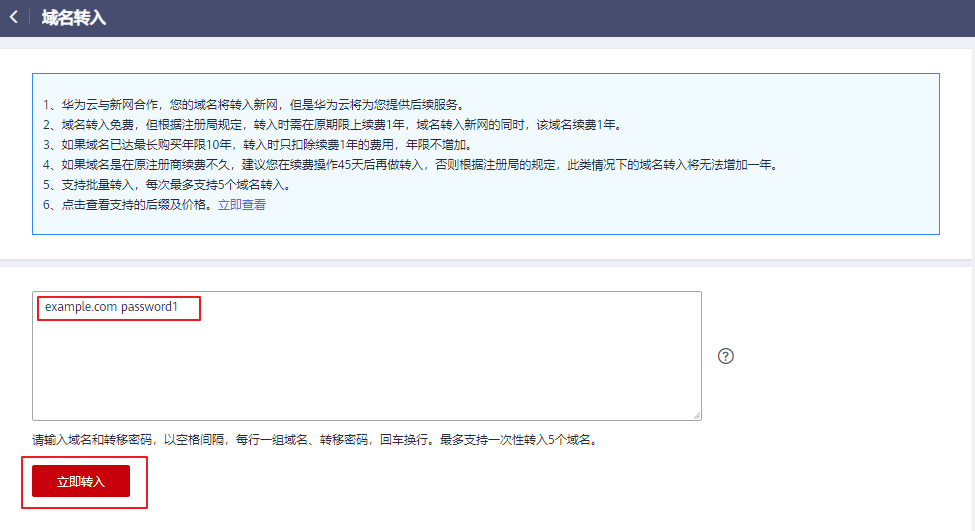 域名转入
1、华为云与新网合作，您的域名将转入新网，但是华为云将为您提供后续服务。
2、域名转入免费，但根据注册局规定，转入时需在原期限上续费1年，域名转入新网的同时，该域名续费1年。
3、如果域名已达最长购买年限10年，转入时只扣除续费1年的费用，年限不增加。
4、如果域名是在原注册商续费不久，建议您在续费操作45天后再做转入，否则根据注册局的规定，此类情况下的域名转入将无法增加一年。
5、支持批量转入，每次最多支持5个域名转入。
6、点击查看支持的后缀及价格。立即查看
example.com password1
?
请输入域名和转移密码，以空格间隔，每行一组域名、转移密码，回车换行。最多支持一次性转入5个域名。
立即转入